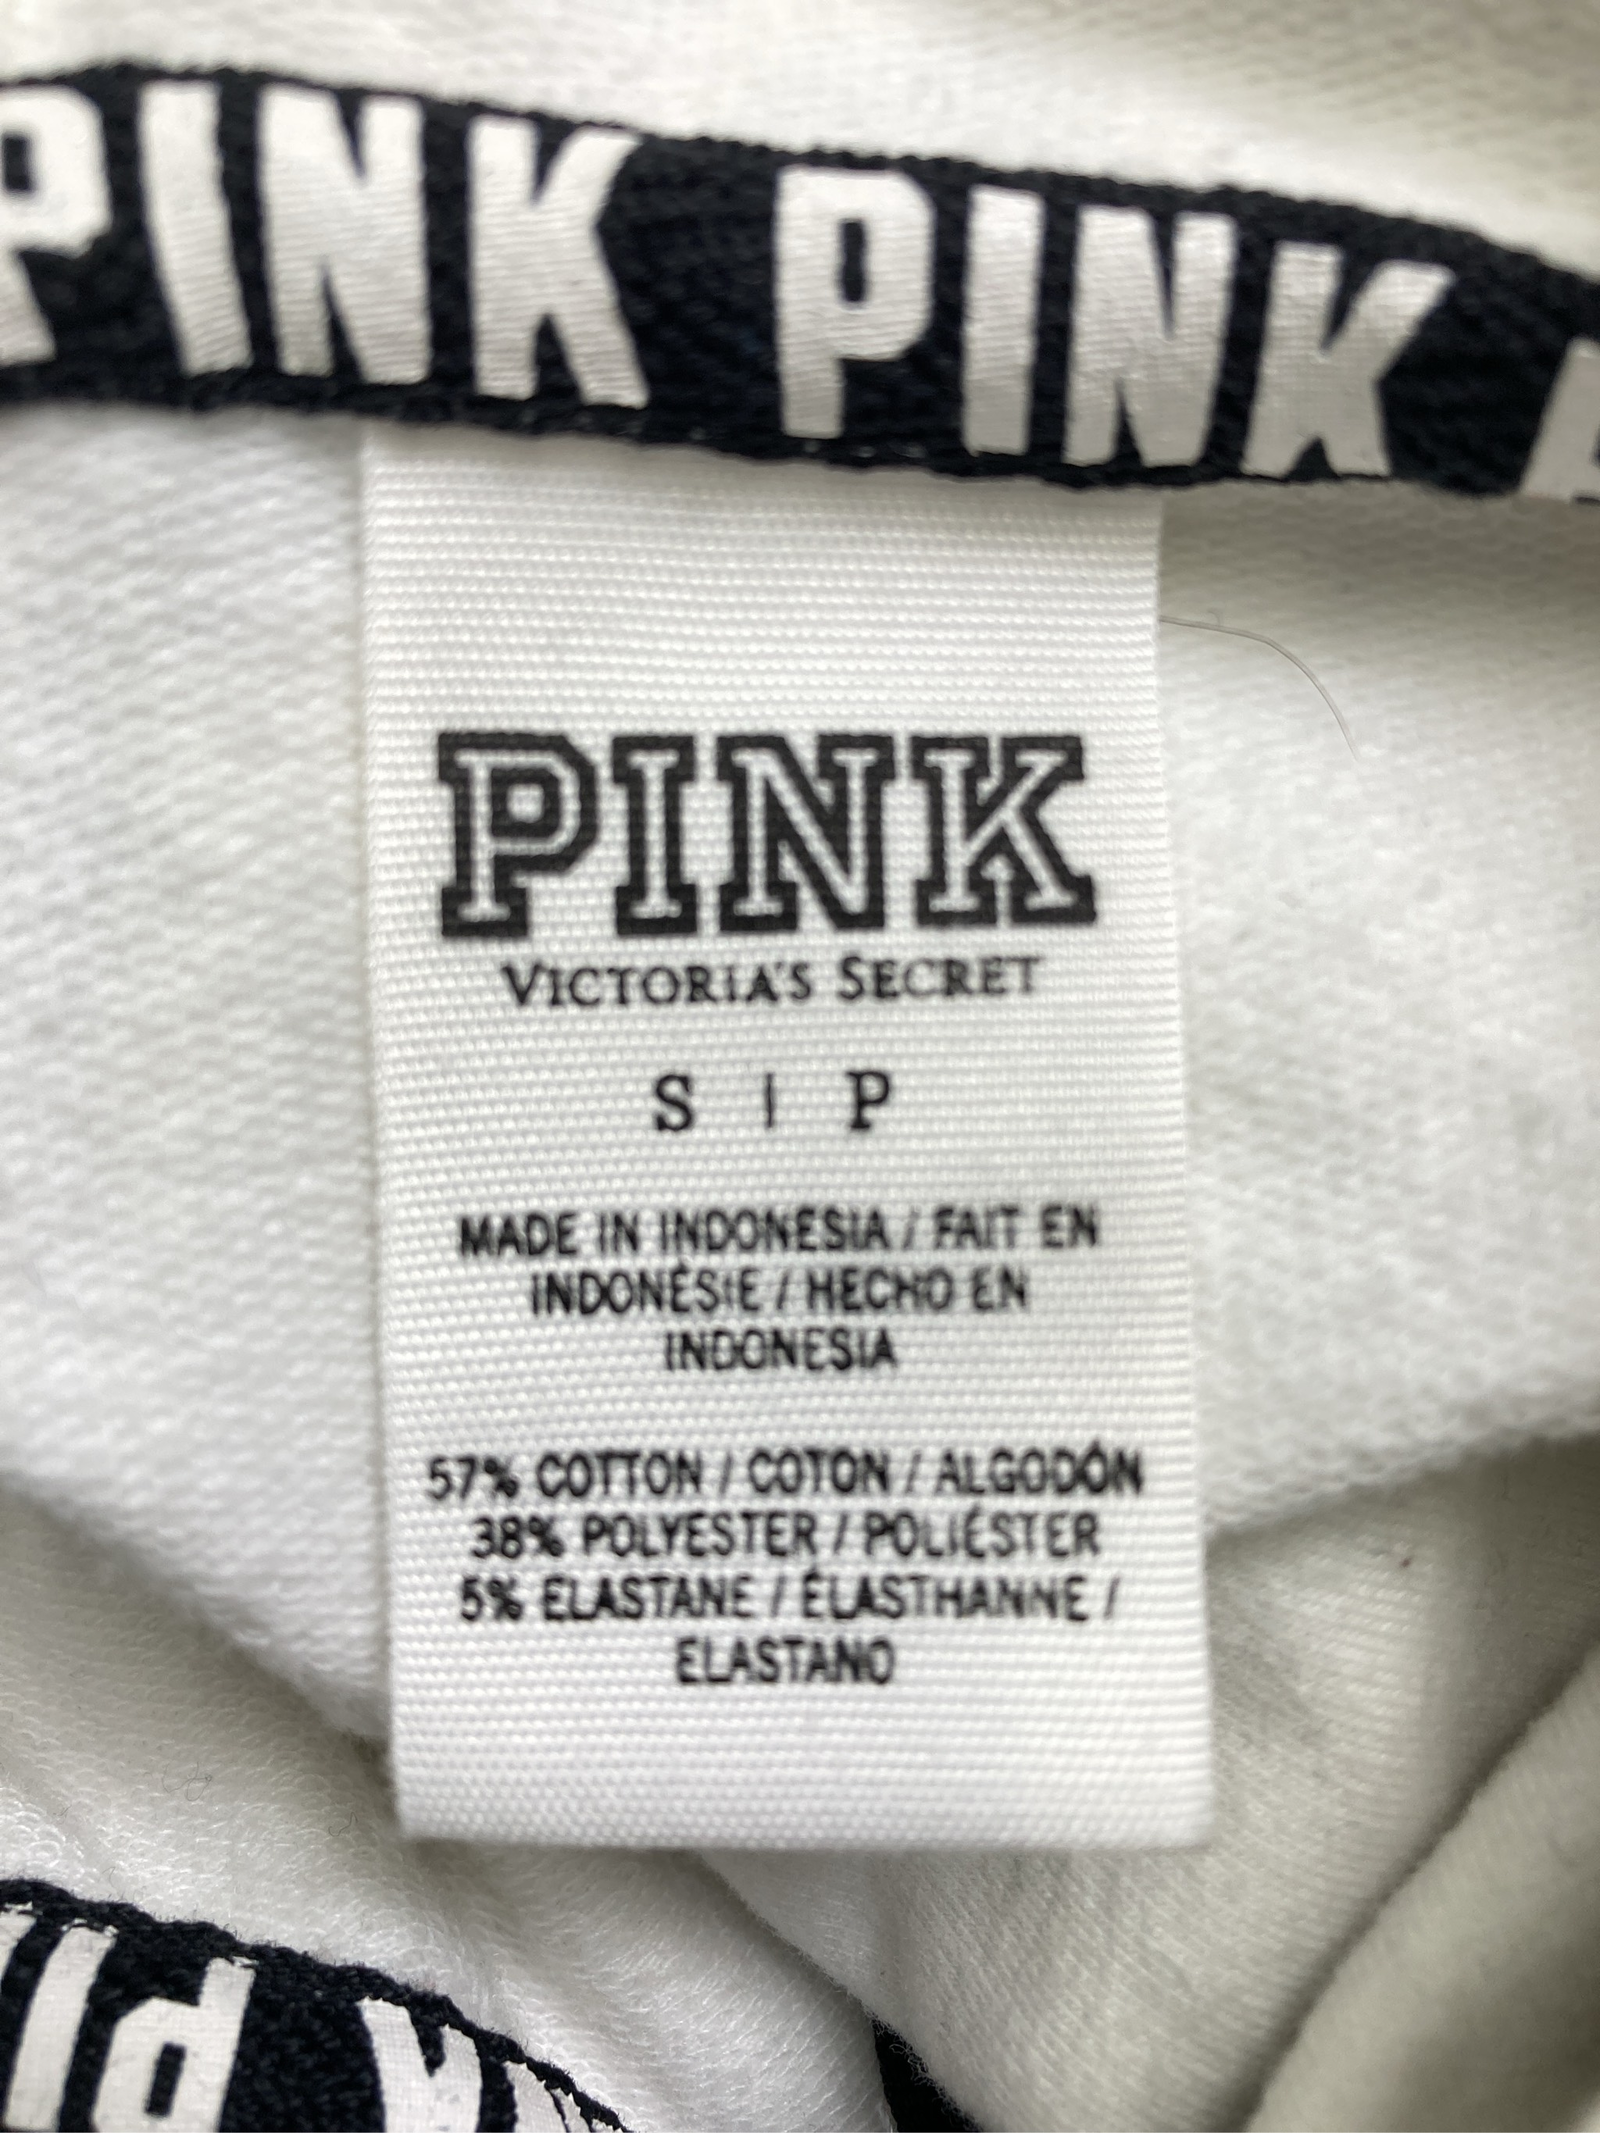 PINK PINK
PINK
VICTORIA'S SECRET
S | P
MADE IN INDONESIA / FAIT EN
INDONÉSIE / HECHO EN
INDONESIA
57% COTTON / COTON / ALGODÓN
38% POLYESTER / POLIÉSTER
5% ELASTANE / ÉLASTHANNE /
ELASTANO